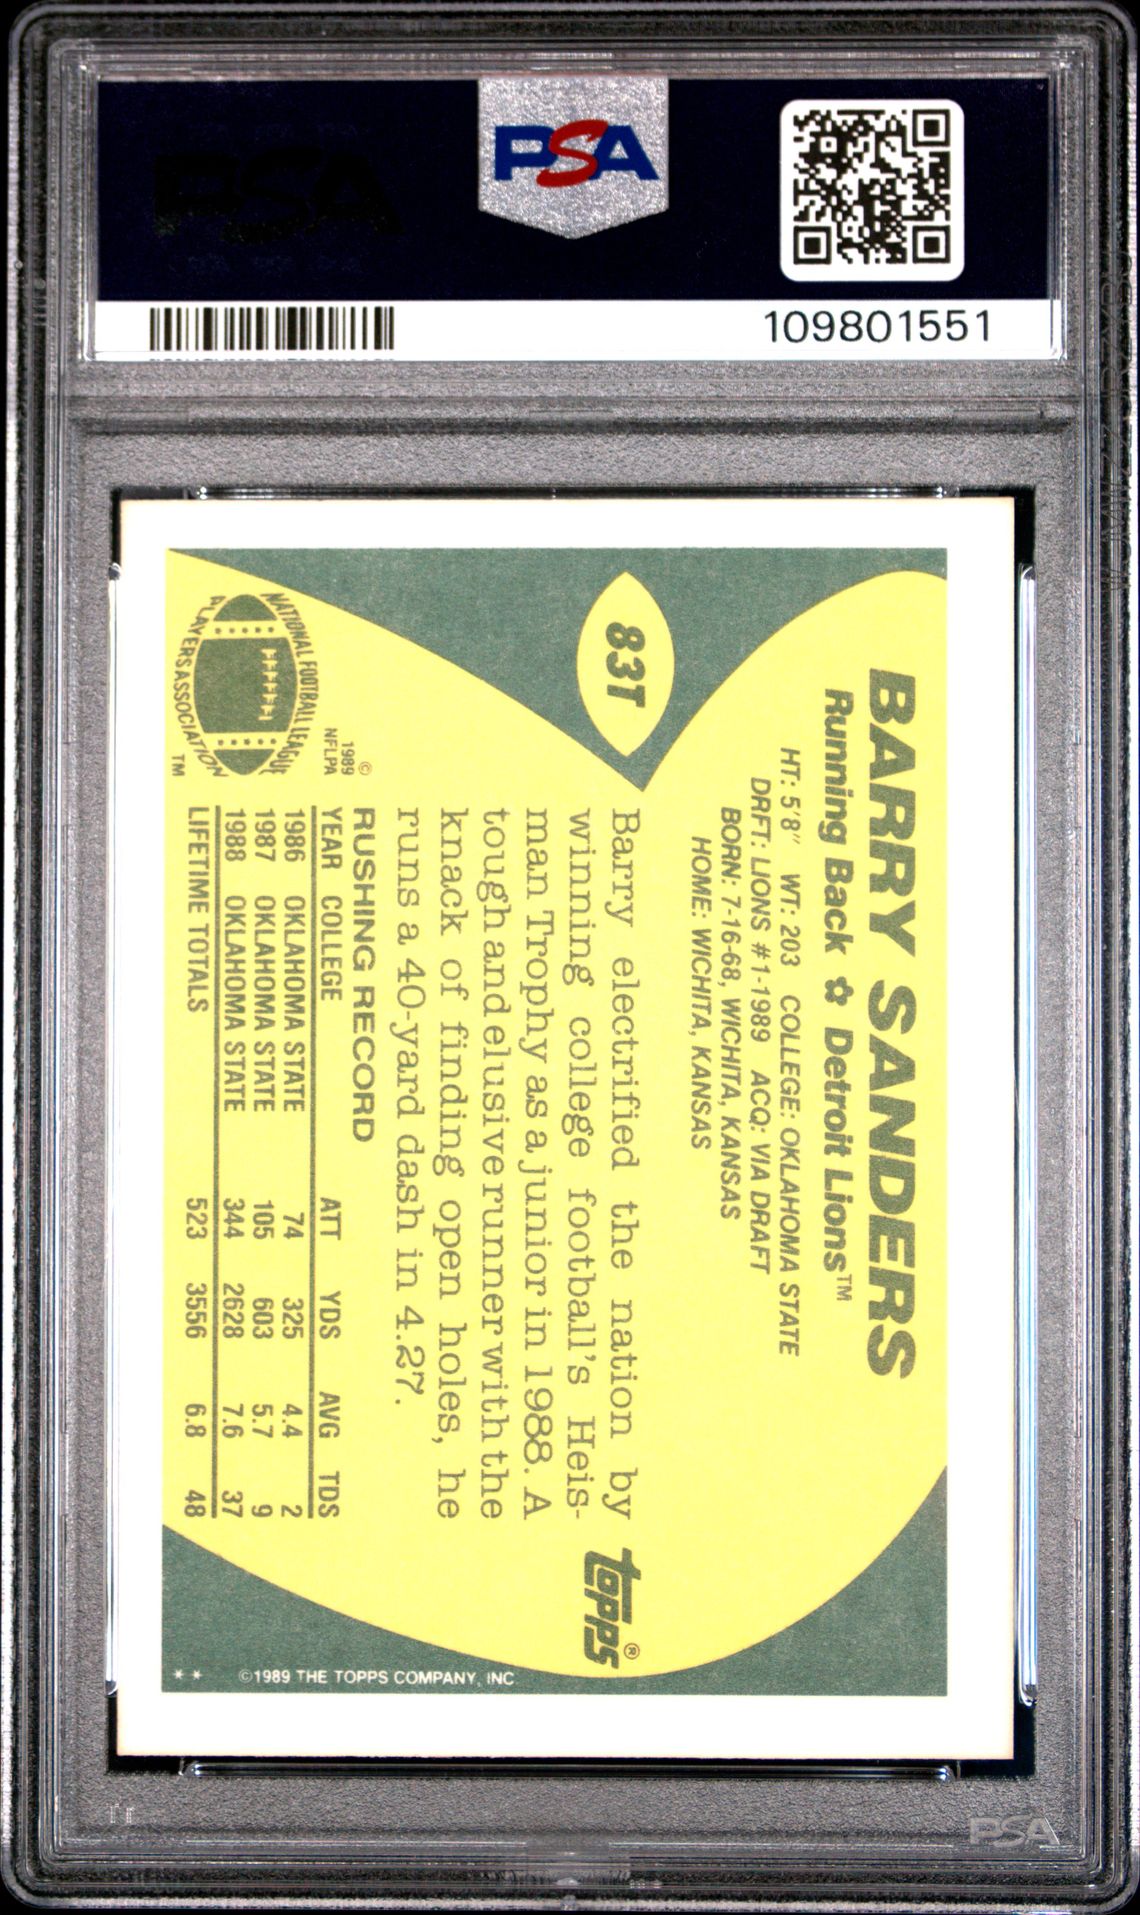 PSA
PSA
109801551
83T
BARRY SANDERS
Running Back ✿ Detroit Lions™
HT: 5'8" WT: 203 COLLEGE: OKLAHOMA STATE
DRFT: LIONS #1-1989 ACQ: VIA DRAFT
BORN: 7-16-68, WICHITA, KANSAS
HOME: WICHITA, KANSAS
Barry electrified the nation by
winning college football's Heis-
man Trophy as a junior in 1988. A
tough and elusive runner with the
knack of finding open holes, he
runs a 40-yard dash in 4.27.
RUSHING RECORD
YEAR COLLEGE ATT YDS AVG TDS
1986 OKLAHOMA STATE 74 325 4.4 2
1987 OKLAHOMA STATE 105 603 5.7 9
1988 OKLAHOMA STATE 344 2628 7.6 37
LIFETIME TOTALS 523 3556 6.8 48
©
1989
NFLPA
NATIONAL FOOTBALL LEAGUE
PLAYERS ASSOCIATION
TM
topps®
** ©1989 THE TOPPS COMPANY, INC.
PSA